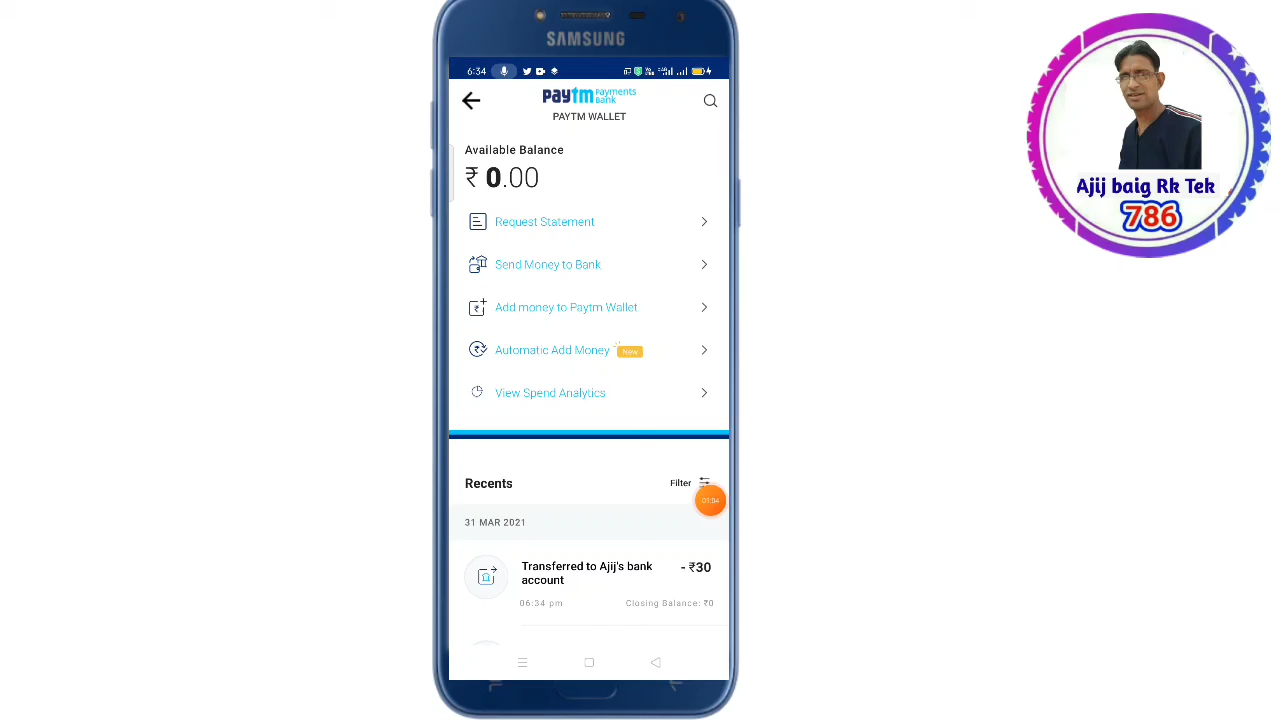 SAMSUNG
6:34
paytm Payments Bank
PAYTM WALLET
Available Balance
₹ 0.00
Request Statement
Send Money to Bank
Add money to Paytm Wallet
Automatic Add Money New
View Spend Analytics
Recents
Filter
01:04
31 MAR 2021
Transferred to Ajij's bank account
- ₹30
06:34 pm
Closing Balance: ₹0
Ajij baig Rk Tek
786